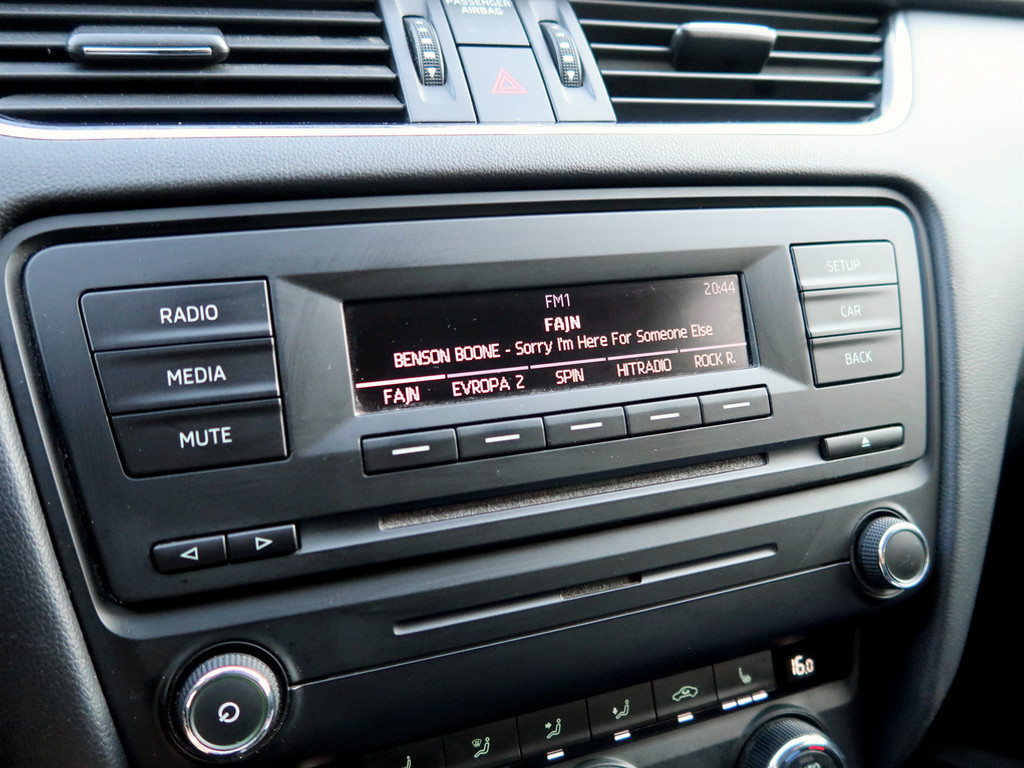 PASSENGER
AIRBAG
RADIO
MEDIA
MUTE
20:44
FM1
FAJN
BENSON BOONE - Sorry I'm Here For Someone Else
FAJN EVROPA 2 SPIN HITRADIO ROCK R.
SETUP
CAR
BACK
16.0